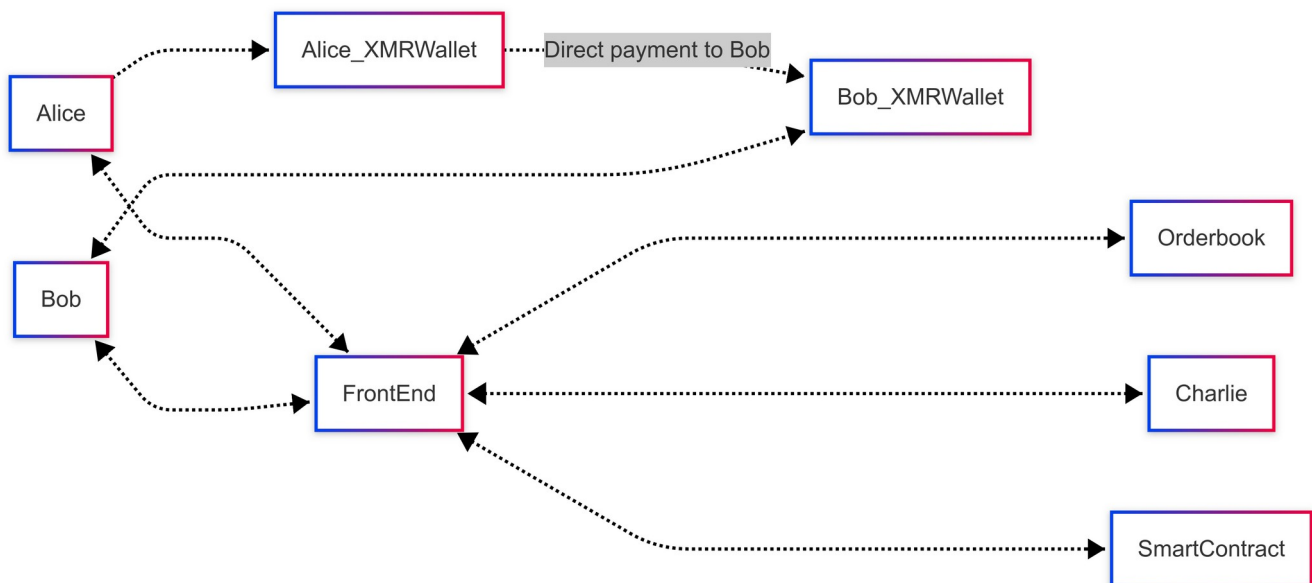 Alice_XMRWallet
Direct payment to Bob
Bob_XMRWallet
Alice
Orderbook
Bob
FrontEnd
Charlie
SmartContract